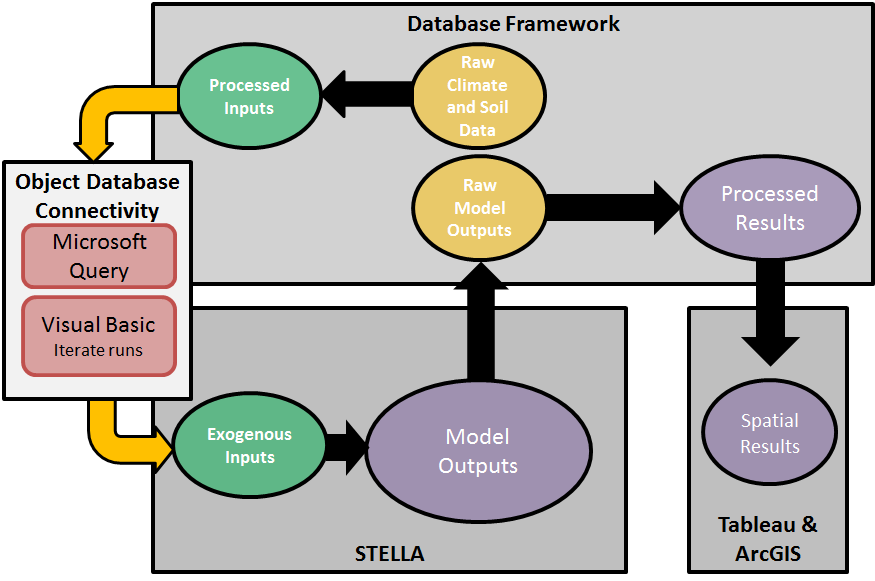 Database Framework
Processed
Inputs
Raw
Climate
and Soil
Data
Object Database
Connectivity
Microsoft
Query
Visual Basic
Iterate runs
Raw
Model
Outputs
Processed
Results
Exogenous
Inputs
Model
Outputs
STELLA
Spatial
Results
Tableau &
ArcGIS